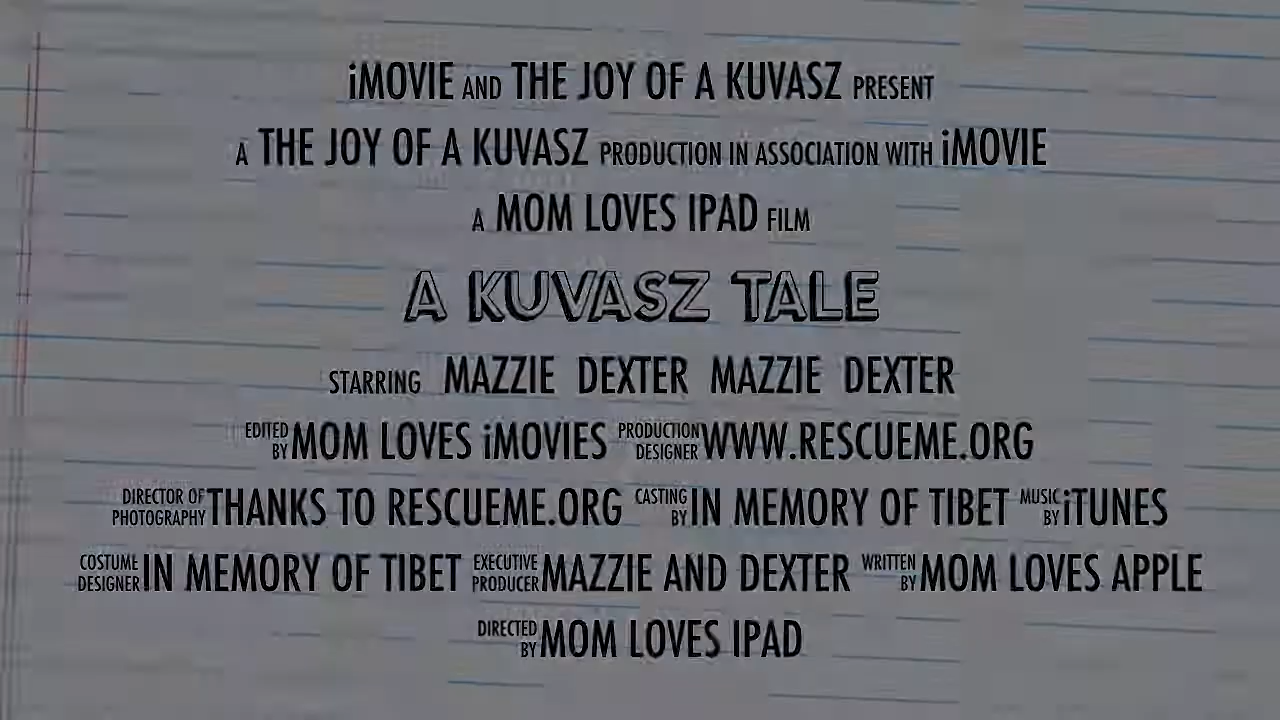 iMOVIE AND THE JOY OF A KUVASZ PRESENT
A THE JOY OF A KUVASZ PRODUCTION IN ASSOCIATION WITH iMOVIE
A MOM LOVES IPAD FILM
A KUVASZ TALE
STARRING MAZZIE DEXTER MAZZIE DEXTER
EDITED BY MOM LOVES iMOVIES PRODUCTION DESIGNER WWW.RESCUEME.ORG
DIRECTOR OF PHOTOGRAPHY THANKS TO RESCUEME.ORG CASTING BY IN MEMORY OF TIBET MUSIC BY iTUNES
COSTUME DESIGNER IN MEMORY OF TIBET EXECUTIVE PRODUCER MAZZIE AND DEXTER WRITTEN BY MOM LOVES APPLE
DIRECTED BY MOM LOVES IPAD